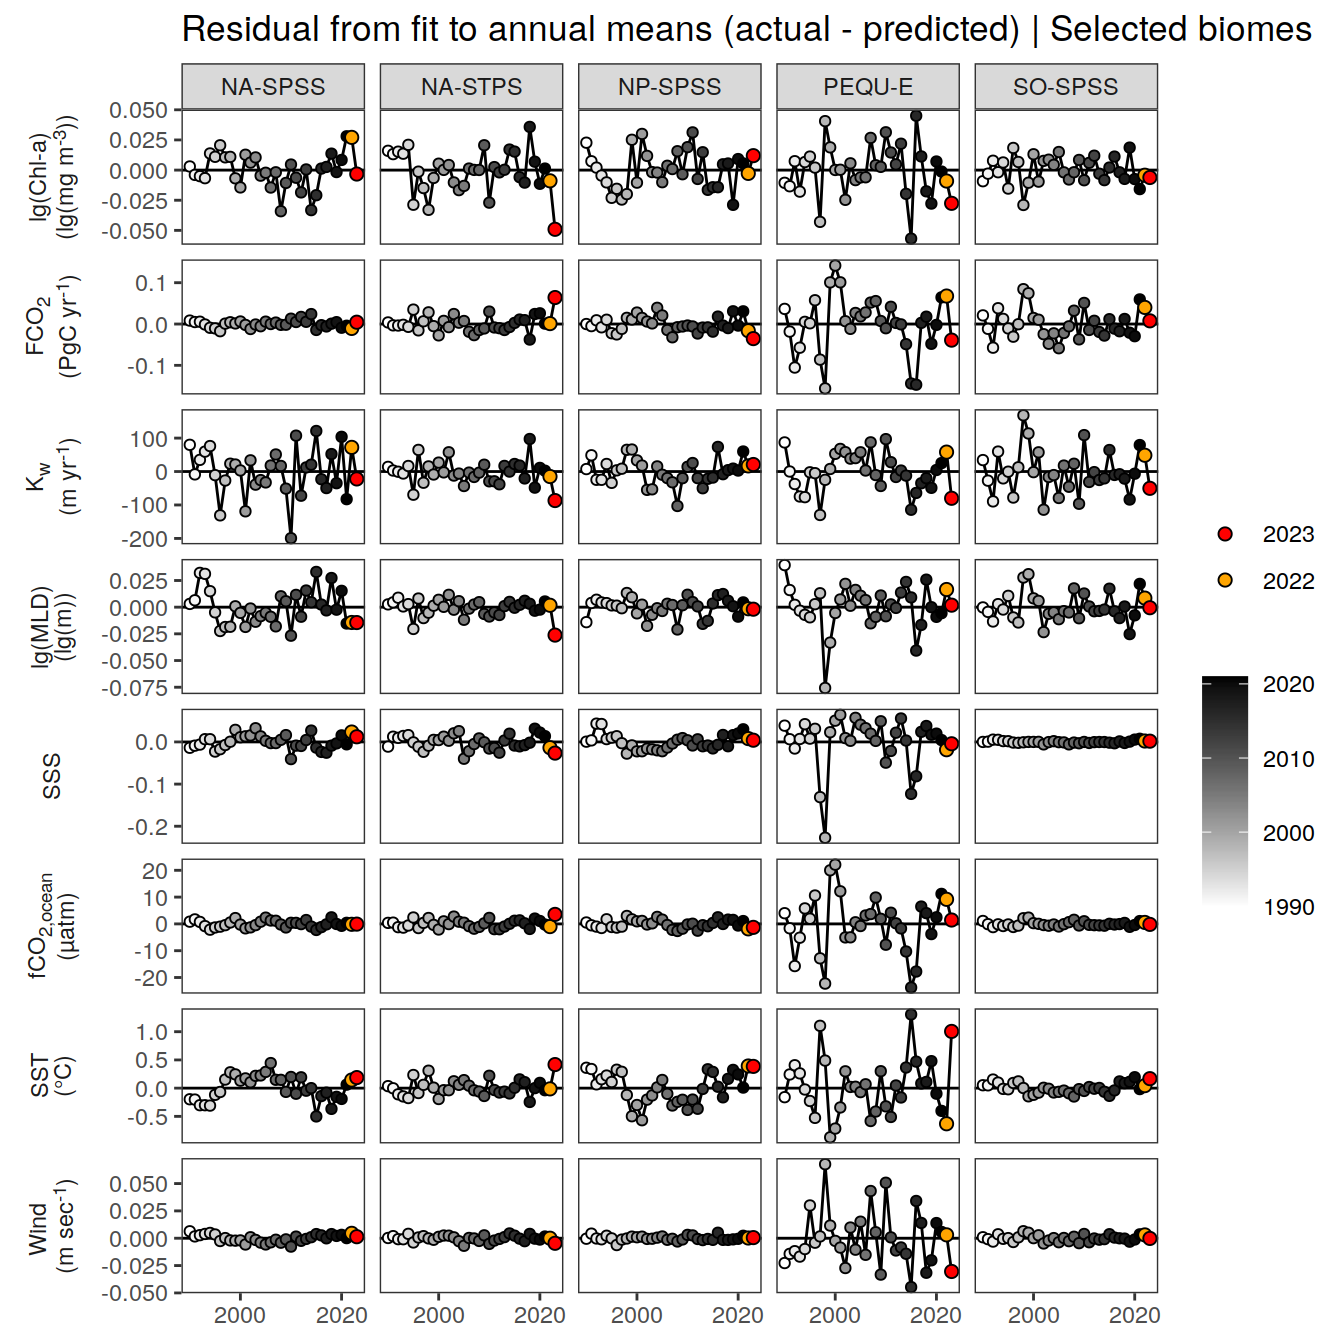 Residual from fit to annual means (actual - predicted) | Selected biomes
NA-SPSS NA-STPS NP-SPSS PEQU-E SO-SPSS
lg(Chl-a)
(lg(mg m⁻³))
0.050
0.025
0.000
-0.025
-0.050
FCO₂
(PgC yr⁻¹)
0.1
0.0
-0.1
Kw
(m yr⁻¹)
100
0
-100
-200
lg(MLD)
(lg(m))
0.025
0.000
-0.025
-0.050
-0.075
SSS
0.0
-0.1
-0.2
fCO2,ocean
(µatm)
20
10
0
-10
-20
SST
(°C)
1.0
0.5
0.0
-0.5
Wind
(m sec⁻¹)
0.050
0.025
0.000
-0.025
-0.050
2000 2020 2000 2020 2000 2020 2000 2020 2000 2020
2023
2022
2020
2010
2000
1990